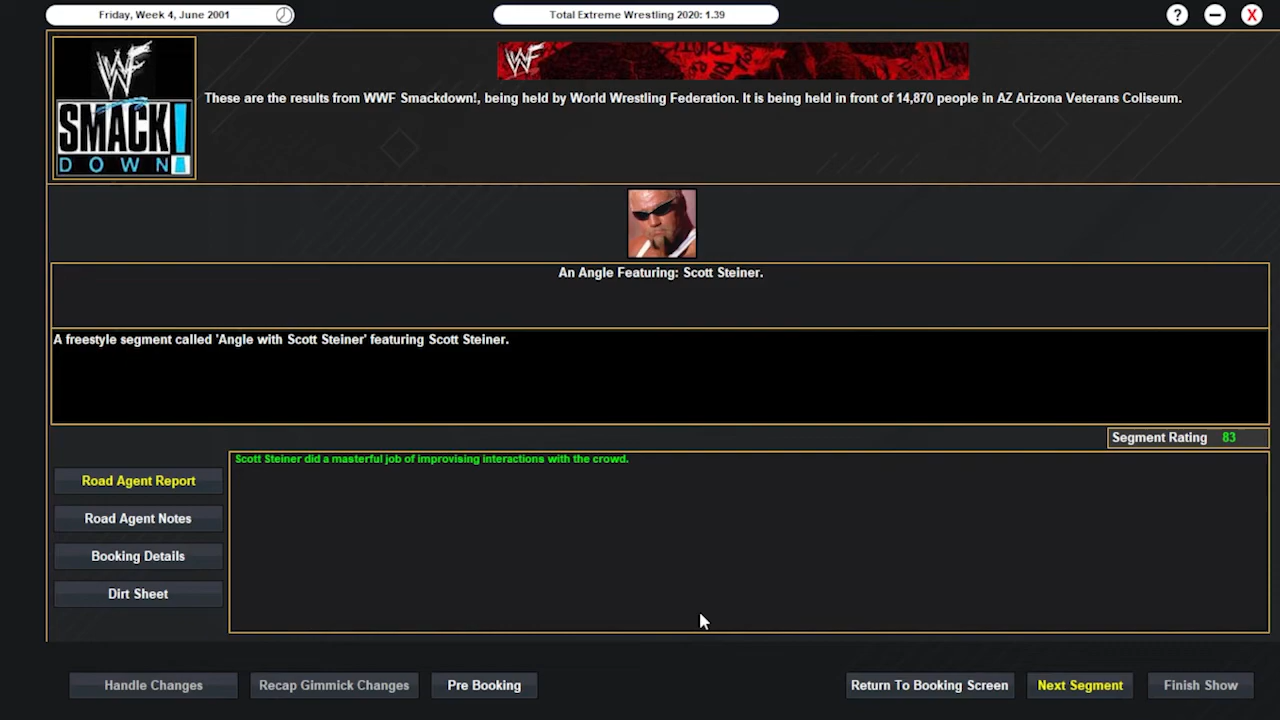 Friday, Week 4, June 2001
Total Extreme Wrestling 2020: 1.39
?
X
WF
SMACK
DOWN!
WF
These are the results from WWF Smackdown!, being held by World Wrestling Federation. It is being held in front of 14,870 people in AZ Arizona Veterans Coliseum.
An Angle Featuring: Scott Steiner.
A freestyle segment called 'Angle with Scott Steiner' featuring Scott Steiner.
Segment Rating 83
Scott Steiner did a masterful job of improvising interactions with the crowd.
Road Agent Report
Road Agent Notes
Booking Details
Dirt Sheet
Handle Changes
Recap Gimmick Changes
Pre Booking
Return To Booking Screen
Next Segment
Finish Show